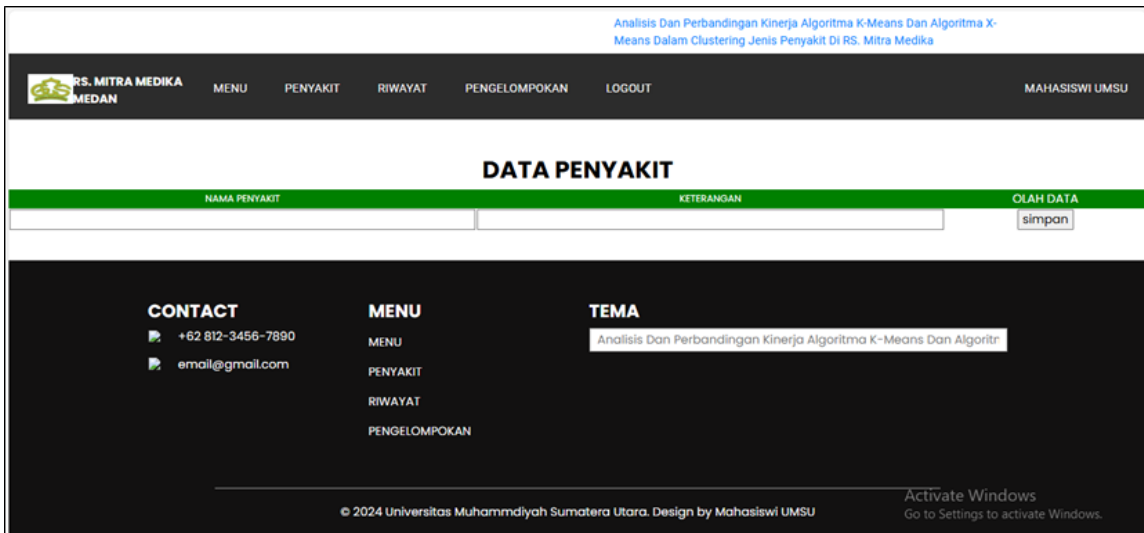 Analisis Dan Perbandingan Kinerja Algoritma K-Means Dan Algoritma X-
Means Dalam Clustering Jenis Penyakit Di RS. Mitra Medika
RS. MITRA MEDIKA
MEDAN
MENU
PENYAKIT
RIWAYAT
PENGELOMPOKAN
LOGOUT
MAHASISWI UMSU
DATA PENYAKIT
NAMA PENYAKIT
KETERANGAN
OLAH DATA
simpan
CONTACT
+62 812-3456-7890
email@gmail.com
MENU
MENU
PENYAKIT
RIWAYAT
PENGELOMPOKAN
TEMA
Analisis Dan Perbandingan Kinerja Algoritma K-Means Dan Algoritr
© 2024 Universitas Muhammdiyah Sumatera Utara. Design by Mahasiswi UMSU
Activate Windows
Go to Settings to activate Windows.